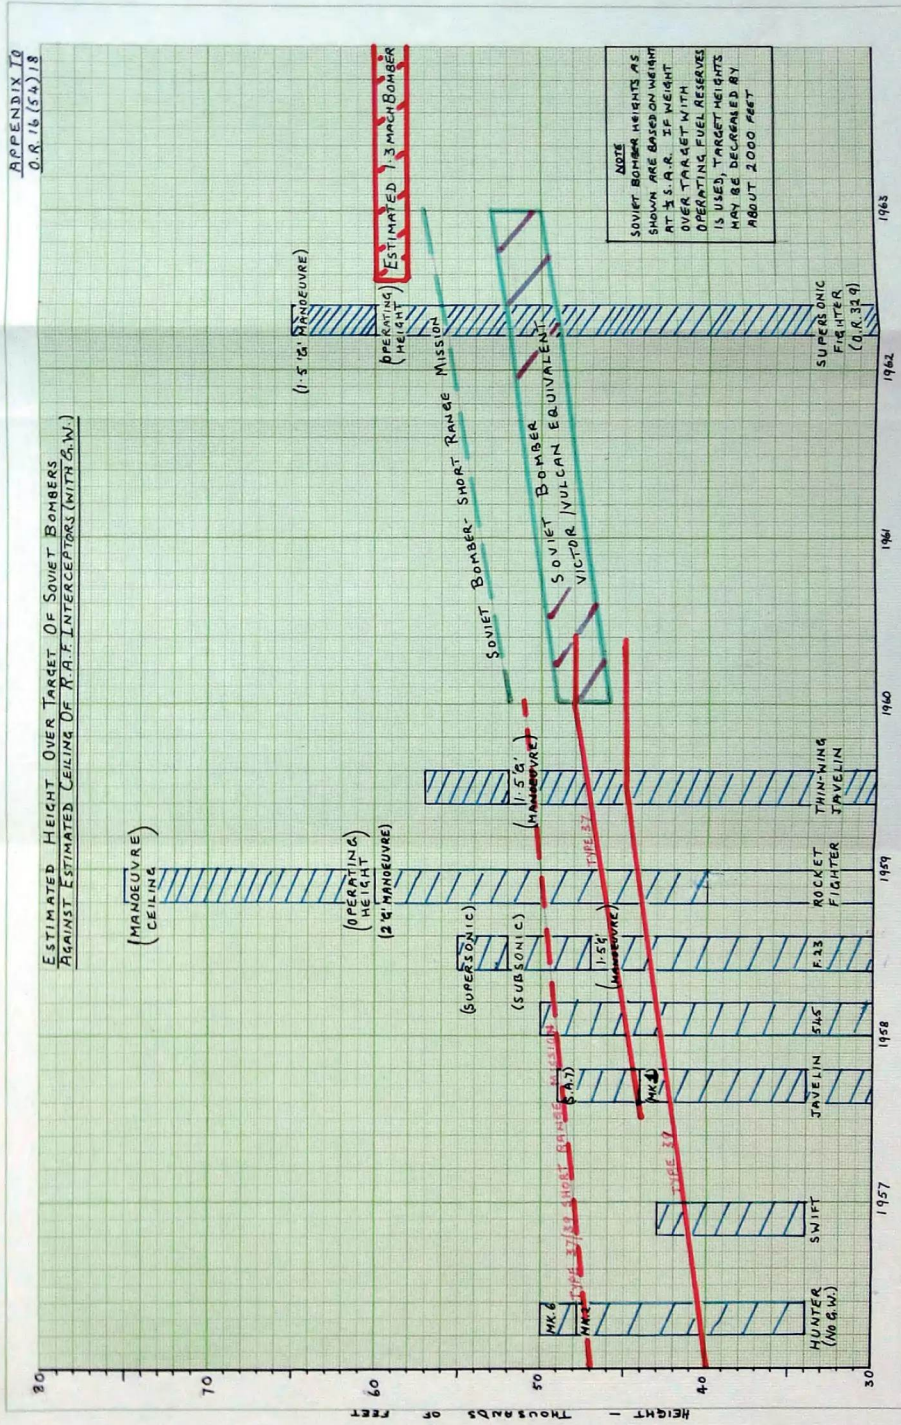 APPENDIX TO
O.R. 16 (54) 18
ESTIMATED HEIGHT OVER TARGET OF SOVIET BOMBERS
AGAINST ESTIMATED CEILING OF R.A.F. INTERCEPTORS (WITH G.W.)
HEIGHT - THOUSANDS OF FEET
80
70
60
50
40
30
(MANOEUVRE)
CEILING
(OPERATING)
HEIGHT
(2'G' MANOEUVRE)
(SUPERSONIC)
(SUBSONIC)
(1.5'G'
MANOEUVRE)
(1.5'G'
MANOEUVRE)
(1.5 'G' MANOEUVRE)
(OPERATING)
HEIGHT
ESTIMATED 1.3 MACH BOMBER
SOVIET BOMBER - SHORT RANGE MISSION
SOVIET BOMBER
VICTOR / VULCAN EQUIVALENT
TYPE 37/39 SHORT RANGE MISSION
TYPE 37
TYPE 39
MK.6
MK.2
(S.A.7)
NOTE
SOVIET BOMBER HEIGHTS AS
SHOWN ARE BASED ON WEIGHT
AT ½ S.A.R. IF WEIGHT
OVER TARGET WITH
OPERATING FUEL RESERVES
IS USED, TARGET HEIGHTS
MAY BE DECREASED BY
ABOUT 2000 FEET
HUNTER
(NO G.W.)
SWIFT
JAVELIN
545
F.23
ROCKET
FIGHTER
THIN-WING
JAVELIN
SUPERSONIC
FIGHTER
(O.R. 329)
1957
1958
1959
1960
1961
1962
1963